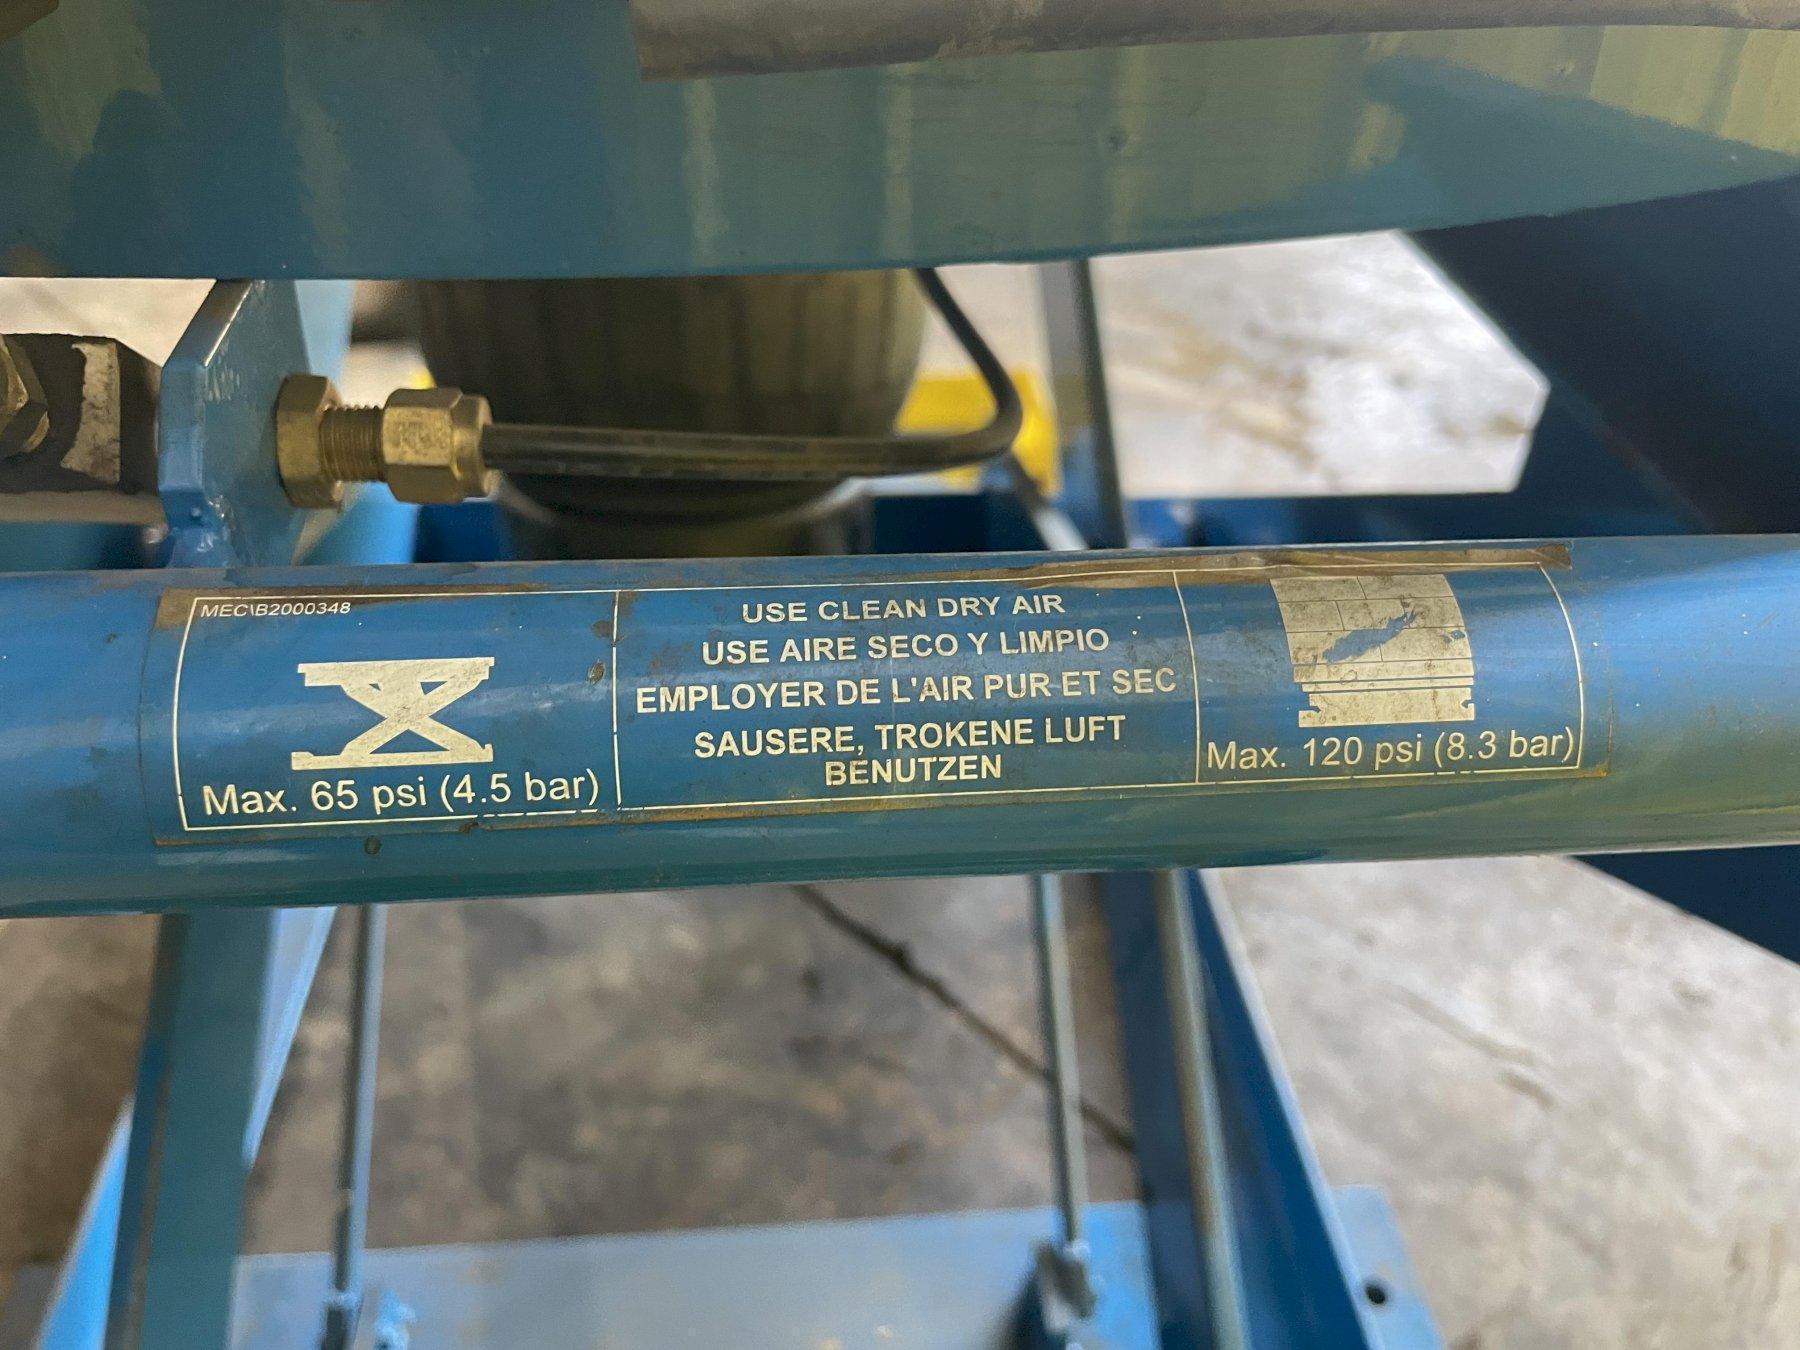 MEC\B2000348
Max. 65 psi (4.5 bar)
USE CLEAN DRY AIR
USE AIRE SECO Y LIMPIO
EMPLOYER DE L'AIR PUR ET SEC
SAUSERE, TROKENE LUFT
BENUTZEN
Max. 120 psi (8.3 bar)